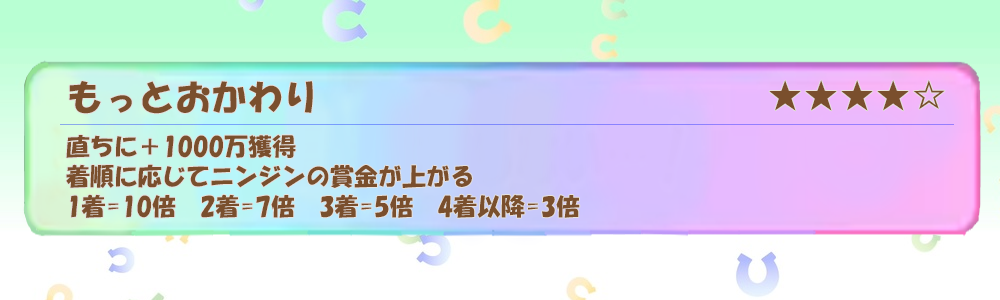 もっとおかわり ★★★★☆
直ちに＋1000万獲得
着順に応じてニンジンの賞金が上がる
1着=10倍　2着=7倍　3着=5倍　4着以降=3倍